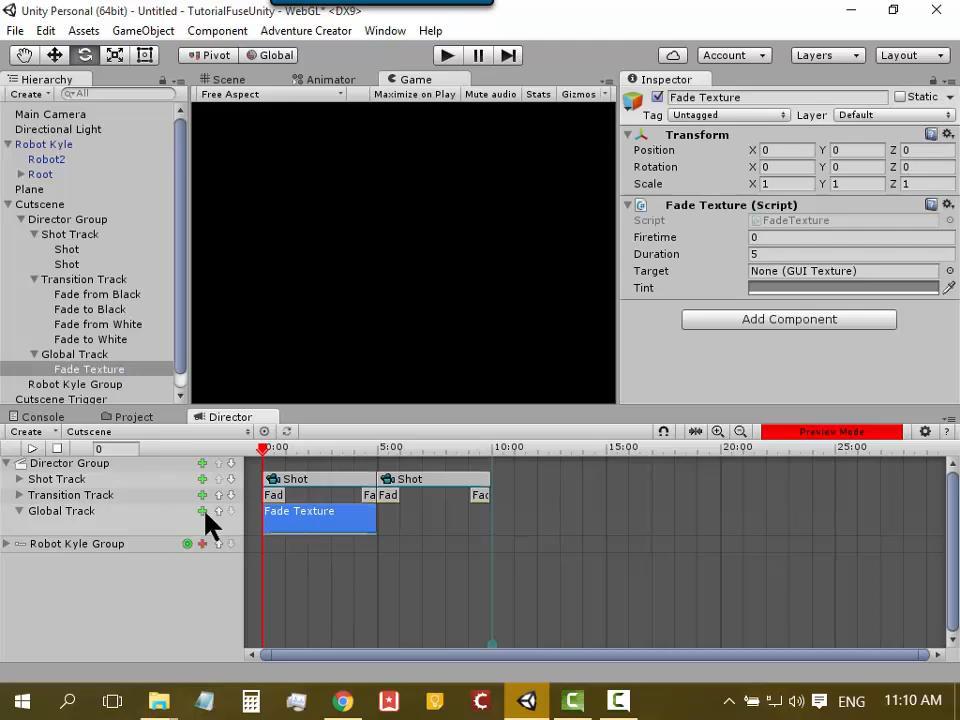 Unity Personal (64bit) - Untitled - TutorialFuseUnity - WebGL* <DX9>
File Edit Assets GameObject Component Adventure Creator Window Help
Pivot Global Account Layers Layout
Hierarchy
Create All
Main Camera
Directional Light
Robot Kyle
Robot2
Root
Plane
Cutscene
Director Group
Shot Track
Shot
Shot
Transition Track
Fade from Black
Fade to Black
Fade from White
Fade to White
Global Track
Fade Texture
Robot Kyle Group
Cutscene Trigger
Scene Animator Game
Free Aspect Maximize on Play Mute audio Stats Gizmos
Inspector
Fade Texture Static
Tag Untagged Layer Default
Transform
Position X 0 Y 0 Z 0
Rotation X 0 Y 0 Z 0
Scale X 1 Y 1 Z 1
Fade Texture (Script)
Script FadeTexture
Firetime 0
Duration 5
Target None (GUI Texture)
Tint
Add Component
Console Project Director
Create Cutscene Preview Mode ?
0 0:00 5:00 10:00 15:00 20:00 25:00
Director Group
Shot Track Shot Shot
Transition Track Fad Fa Fad Fad
Global Track Fade Texture
Robot Kyle Group
ENG 11:10 AM